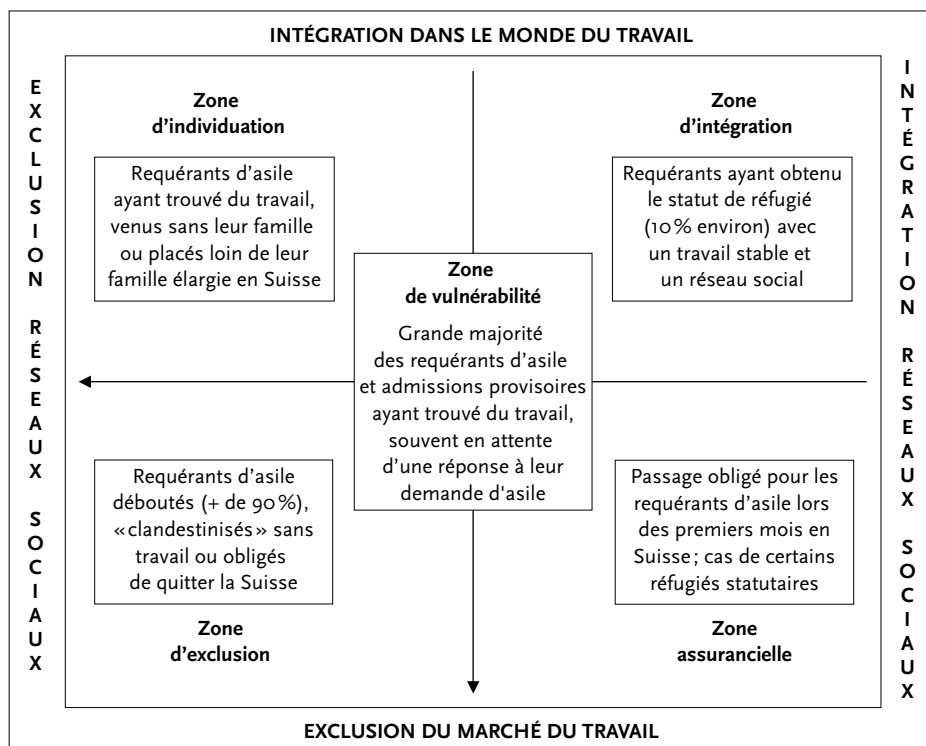 INTÉGRATION DANS LE MONDE DU TRAVAIL
EXCLUSION RÉSEAUX SOCIAUX
Zone
d’individuation
Requérants d’asile
ayant trouvé du travail,
venus sans leur famille
ou placés loin de leur
famille élargie en Suisse
Zone
d’intégration
Requérants ayant obtenu
le statut de réfugié
(10 % environ) avec
un travail stable et
un réseau social
Zone
de vulnérabilité
Grande majorité
des requérants d’asile
et admissions provisoires
ayant trouvé du travail,
souvent en attente
d’une réponse à leur
demande d'asile
Requérants d’asile
déboutés (+ de 90 %),
« clandestinisés » sans
travail ou obligés
de quitter la Suisse
Zone
d’exclusion
Passage obligé pour les
requérants d’asile lors
des premiers mois en
Suisse ; cas de certains
réfugiés statutaires
Zone
assurancielle
INTÉGRATION RÉSEAUX SOCIAUX
EXCLUSION DU MARCHÉ DU TRAVAIL